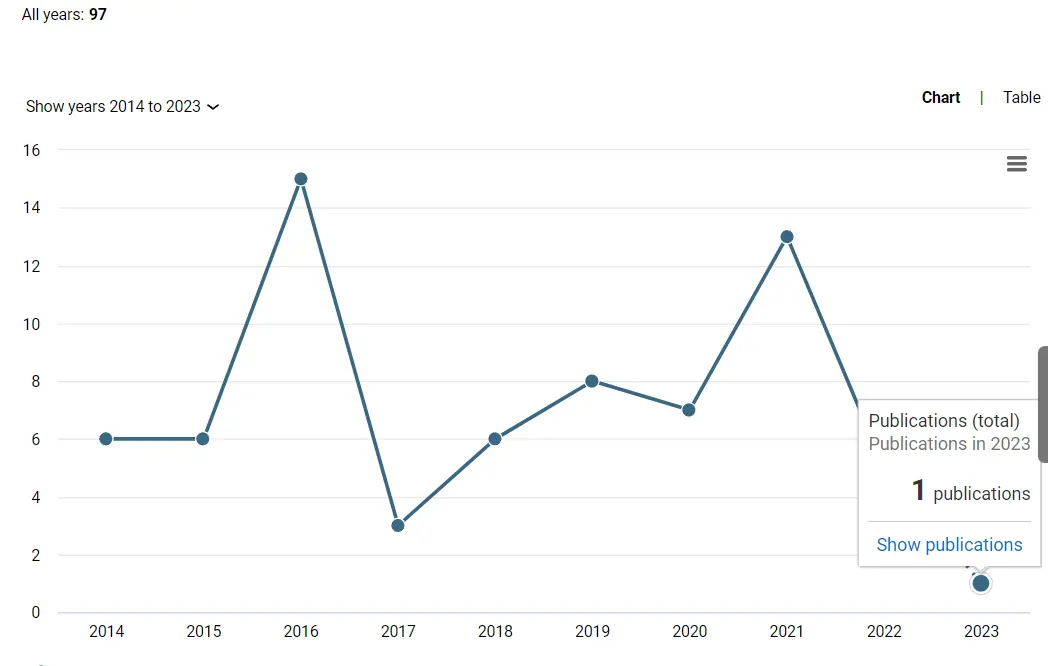 All years: 97
Show years 2014 to 2023
Chart | Table
16
14
12
10
8
6
4
2
0
Publications (total)
Publications in 2023
1 publications
Show publications
2014 2015 2016 2017 2018 2019 2020 2021 2022 2023